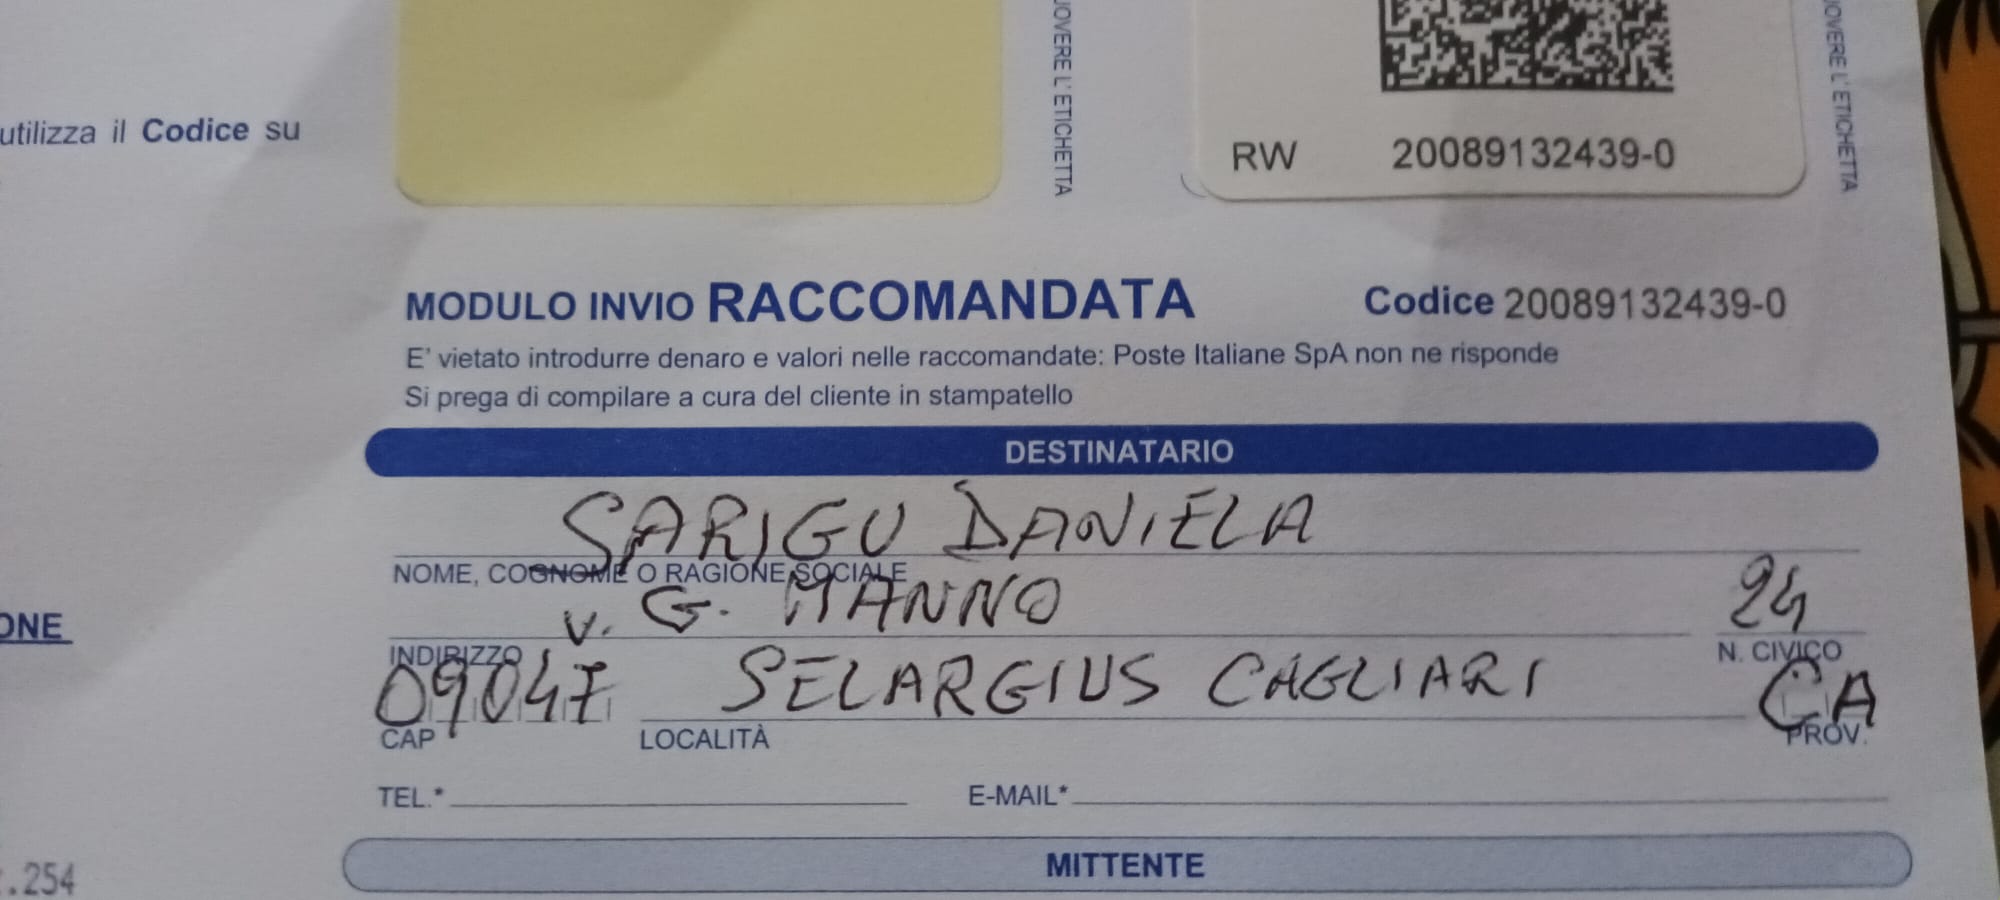 OVERE L'ETICHETTA
OVERE L'ETICHETTA
utilizza il Codice su
RW 20089132439-0
MODULO INVIO RACCOMANDATA Codice 20089132439-0
E' vietato introdurre denaro e valori nelle raccomandate: Poste Italiane SpA non ne risponde
Si prega di compilare a cura del cliente in stampatello
DESTINATARIO
SARIGU DANIELA
NOME, COGNOME O RAGIONE SOCIALE
v. G. MANNO 24
ONE
INDIRIZZO N. CIVICO
09047 SELARGIUS CAGLIARI CA
CAP LOCALITÀ PROV.
TEL.* E-MAIL*
MITTENTE
.254